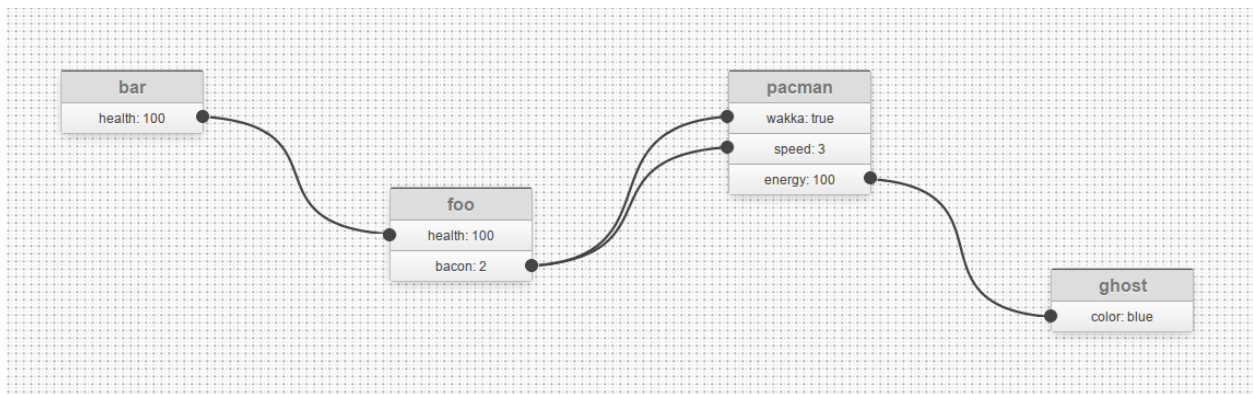 bar
health: 100
foo
health: 100
bacon: 2
pacman
wakka: true
speed: 3
energy: 100
ghost
color: blue